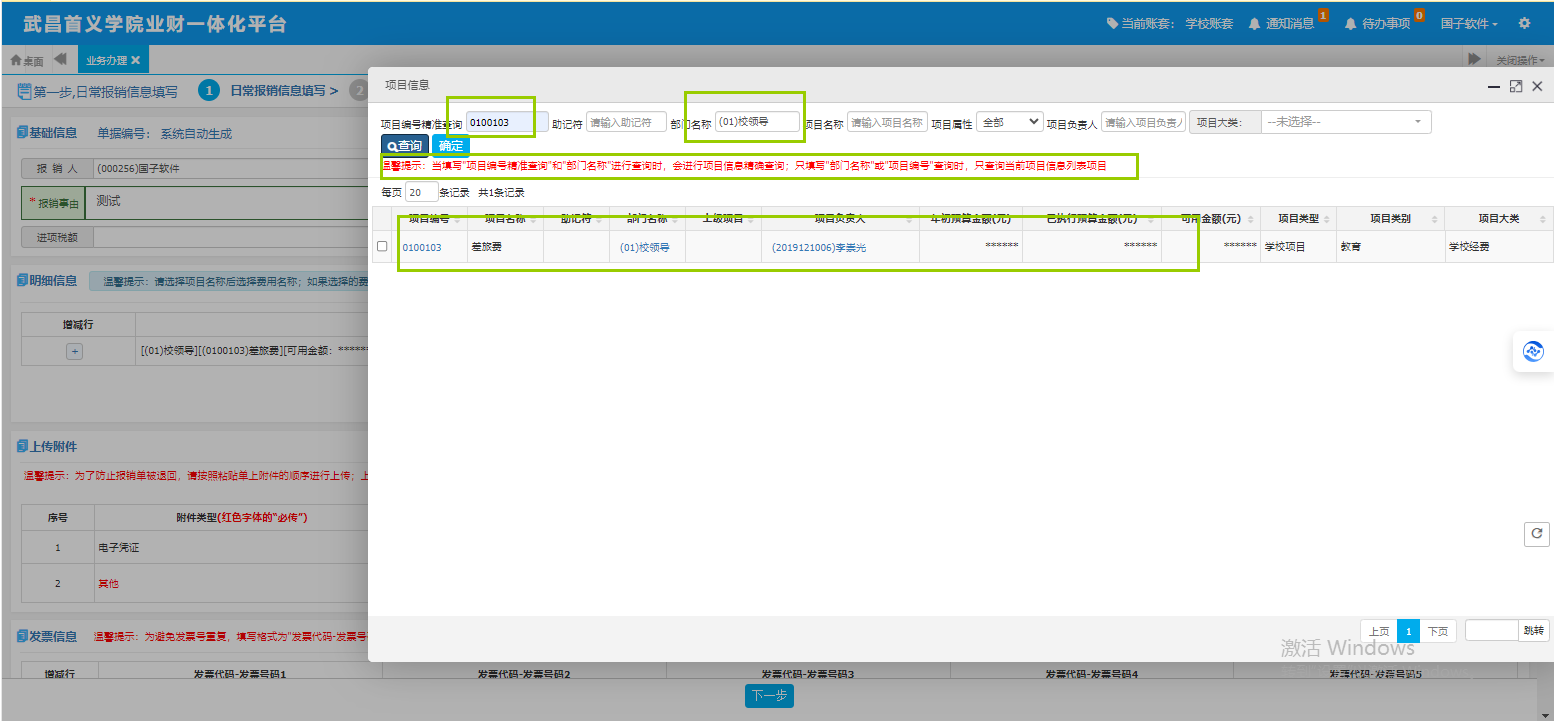 武昌首义学院业财一体化平台
当前账套： 学校账套 通知消息 1 待办事项 0 国子软件
桌面 业务办理 关闭操作
第一步,日常报销信息填写 1 日常报销信息填写 > 2
项目信息
项目编号精准查询 0100103 助记符 请输入助记符 部门名称 (01)校领导 项目名称 请输入项目名称 项目属性 全部 项目负责人 请输入项目负责人 项目大类： --未选择--
查询 确定
温馨提示：当填写"项目编号精准查询"和"部门名称"进行查询时，会进行项目信息精确查询；只填写"部门名称"或"项目编号"查询时，只查询当前项目信息列表项目
每页 20 条记录 共1条记录
项目编号 项目名称 助记符 部门名称 上级项目 项目负责人 年初预算金额(元) 已执行预算金额(元) 可用金额(元) 项目类型 项目类别 项目大类
0100103 差旅费 (01)校领导 (2019121006)李崇光 ****** ****** ****** 学校项目 教育 学校经费
上页 1 下页 跳转
基础信息 单据编号： 系统自动生成
报 销 人 (000256)国子软件
* 报销事由 测试
进项税额
明细信息 温馨提示：请选择项目名称后选择费用名称；如果选择的费
增减行
+ [(01)校领导][(0100103)差旅费][可用金额：******
上传附件
温馨提示：为了防止报销单被退回，请按照粘贴单上附件的顺序进行上传；上
序号 附件类型(红色字体的"必传")
1 电子凭证
2 其他
发票信息 温馨提示：为避免发票号重复，填写格式为"发票代码-发票号
增减行 发票代码-发票号码1 发票代码-发票号码2 发票代码-发票号码3 发票代码-发票号码4 发票代码-发票号码5
激活 Windows
下一步